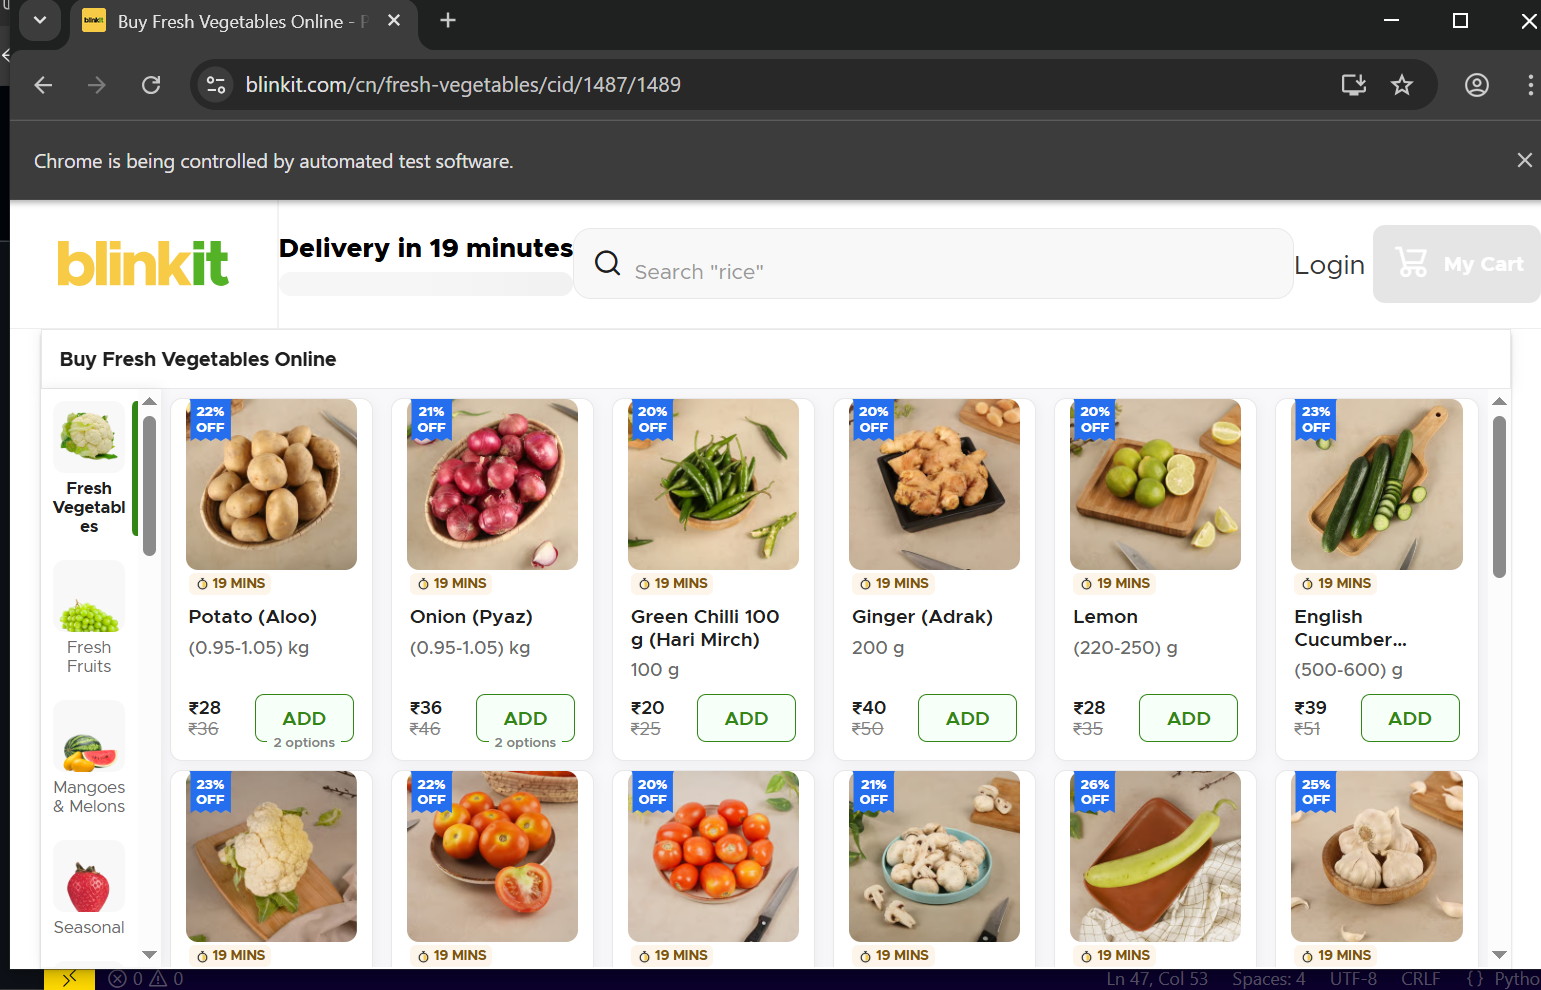 blinkit
Buy Fresh Vegetables Online - P
blinkit.com/cn/fresh-vegetables/cid/1487/1489
Chrome is being controlled by automated test software.
blinkit
Delivery in 19 minutes
Search "rice"
Login
My Cart
Buy Fresh Vegetables Online
Fresh
Vegetabl
es
Fresh
Fruits
Mangoes
& Melons
Seasonal
22%
OFF
19 MINS
Potato (Aloo)
(0.95-1.05) kg
₹28
₹36
ADD
2 options
21%
OFF
19 MINS
Onion (Pyaz)
(0.95-1.05) kg
₹36
₹46
ADD
2 options
20%
OFF
19 MINS
Green Chilli 100
g (Hari Mirch)
100 g
₹20
₹25
ADD
20%
OFF
19 MINS
Ginger (Adrak)
200 g
₹40
₹50
ADD
20%
OFF
19 MINS
Lemon
(220-250) g
₹28
₹35
ADD
23%
OFF
19 MINS
English
Cucumber...
(500-600) g
₹39
₹51
ADD
23%
OFF
19 MINS
22%
OFF
19 MINS
20%
OFF
19 MINS
21%
OFF
19 MINS
26%
OFF
19 MINS
25%
OFF
19 MINS
0 0
Ln 47, Col 53 Spaces: 4 UTF-8 CRLF {} Pytho